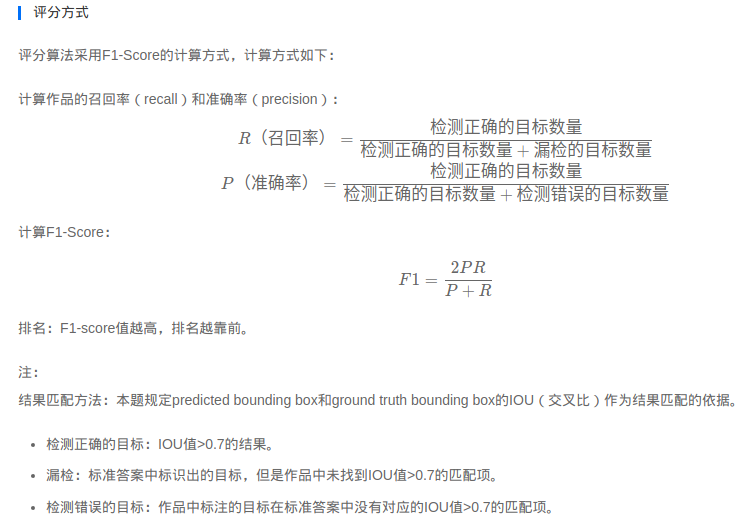 评分方式
评分算法采用F1-Score的计算方式，计算方式如下：
计算作品的召回率（recall）和准确率（precision）：
R（召回率） = 检测正确的目标数量 / 检测正确的目标数量 + 漏检的目标数量
P（准确率） = 检测正确的目标数量 / 检测正确的目标数量 + 检测错误的目标数量
计算F1-Score：
F1 = 2PR / P + R
排名：F1-score值越高，排名越靠前。
注：
结果匹配方法：本题规定predicted bounding box和ground truth bounding box的IOU（交叉比）作为结果匹配的依据。
• 检测正确的目标：IOU值>0.7的结果。
• 漏检：标准答案中标识出的目标，但是作品中未找到IOU值>0.7的匹配项。
• 检测错误的目标：作品中标注的目标在标准答案中没有对应的IOU值>0.7的匹配项。